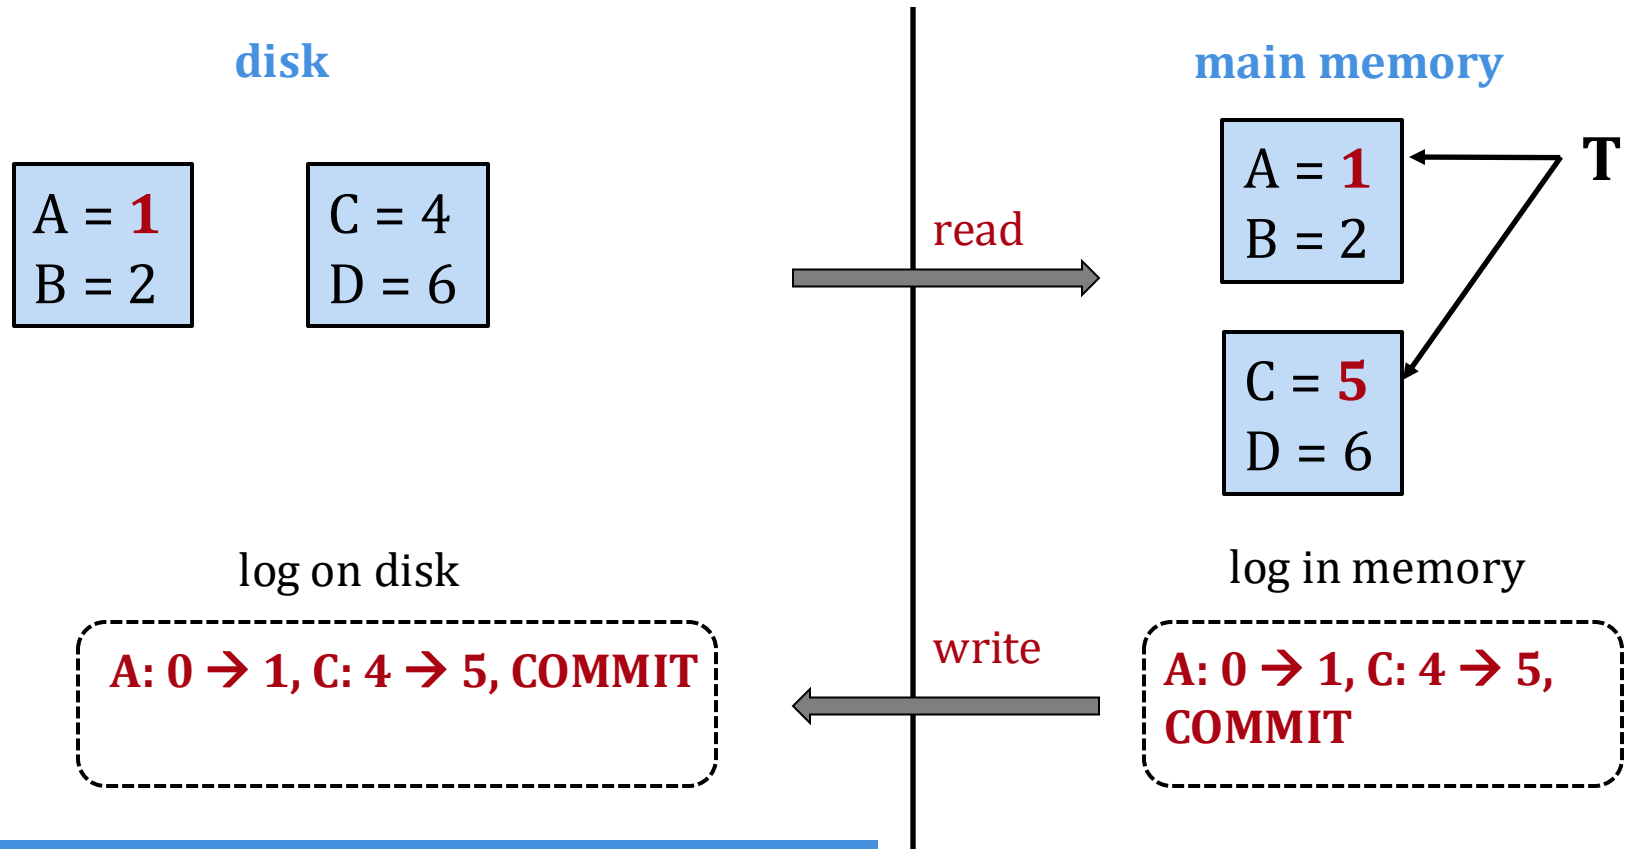 disk
A = 1
B = 2
C = 4
D = 6
read
main memory
A = 1
B = 2
T
C = 5
D = 6
log on disk
A: 0 → 1, C: 4 → 5, COMMIT
write
log in memory
A: 0 → 1, C: 4 → 5,
COMMIT